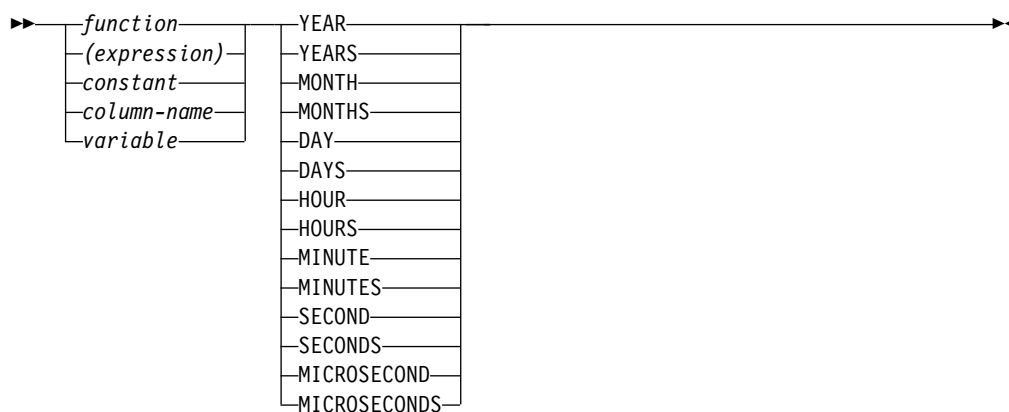 function YEAR
(expression) YEARS
constant MONTH
column-name MONTHS
variable DAY
DAYS
HOUR
HOURS
MINUTE
MINUTES
SECOND
SECONDS
MICROSECOND
MICROSECONDS